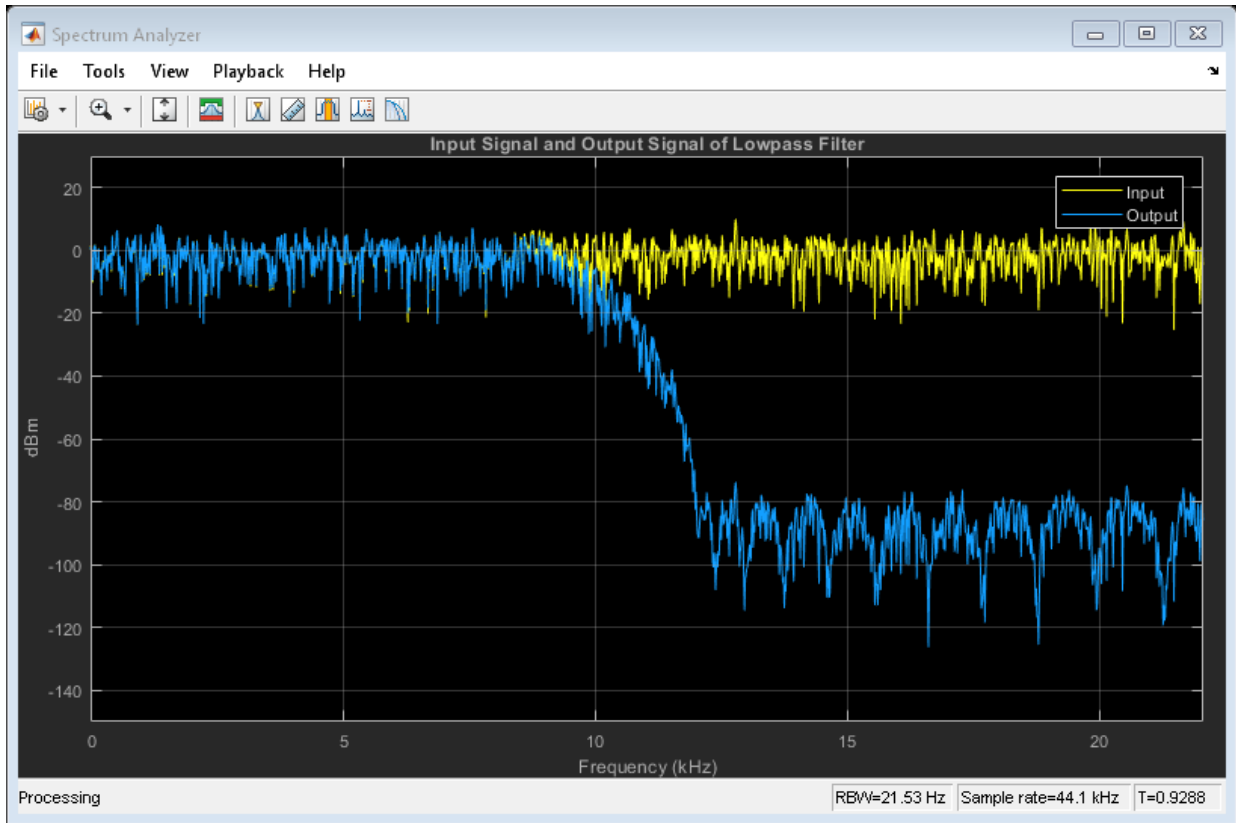 Spectrum Analyzer
File Tools View Playback Help
Input Signal and Output Signal of Lowpass Filter
Input
Output
20
0
-20
-40
-60
-80
-100
-120
-140
dBm
0 5 10 15 20
Frequency (kHz)
Processing RBW=21.53 Hz Sample rate=44.1 kHz T=0.9288